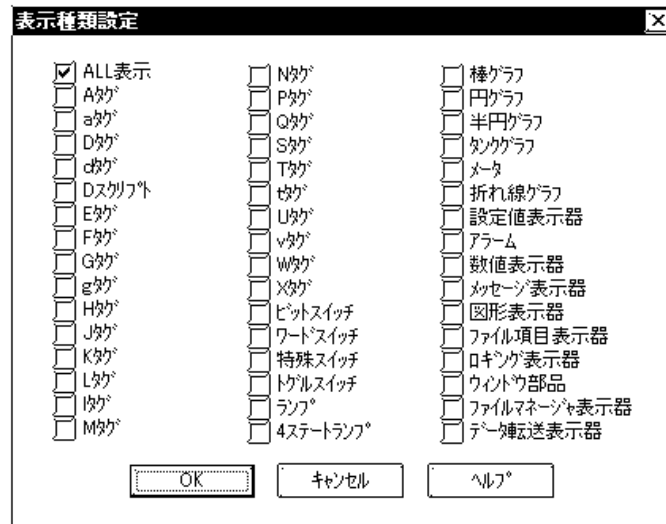 表示種類設定
ALL表示
Aﾀｸﾞ
aﾀｸﾞ
Dﾀｸﾞ
dﾀｸﾞ
Dｽｸﾘﾌﾟﾄ
Eﾀｸﾞ
Fﾀｸﾞ
Gﾀｸﾞ
gﾀｸﾞ
Hﾀｸﾞ
Jﾀｸﾞ
Kﾀｸﾞ
Lﾀｸﾞ
lﾀｸﾞ
Mﾀｸﾞ
Nﾀｸﾞ
Pﾀｸﾞ
Qﾀｸﾞ
Sﾀｸﾞ
Tﾀｸﾞ
tﾀｸﾞ
Uﾀｸﾞ
vﾀｸﾞ
Wﾀｸﾞ
Xﾀｸﾞ
ﾋﾞｯﾄｽｲｯﾁ
ﾜｰﾄﾞｽｲｯﾁ
特殊ｽｲｯﾁ
ﾄｸﾞﾙｽｲｯﾁ
ﾗﾝﾌﾟ
4ｽﾃｰﾄﾗﾝﾌﾟ
棒ｸﾞﾗﾌ
円ｸﾞﾗﾌ
半円ｸﾞﾗﾌ
ﾀﾝｸｸﾞﾗﾌ
ﾒｰﾀ
折れ線ｸﾞﾗﾌ
設定値表示器
ｱﾗｰﾑ
数値表示器
ﾒｯｾｰｼﾞ表示器
図形表示器
ﾌｧｲﾙ項目表示器
ﾛｷﾞﾝｸﾞ表示器
ｳｨﾝﾄﾞｳ部品
ﾌｧｲﾙﾏﾈｰｼﾞｬ表示器
ﾃﾞｰﾀ転送表示器
OK
ｷｬﾝｾﾙ
ﾍﾙﾌﾟ